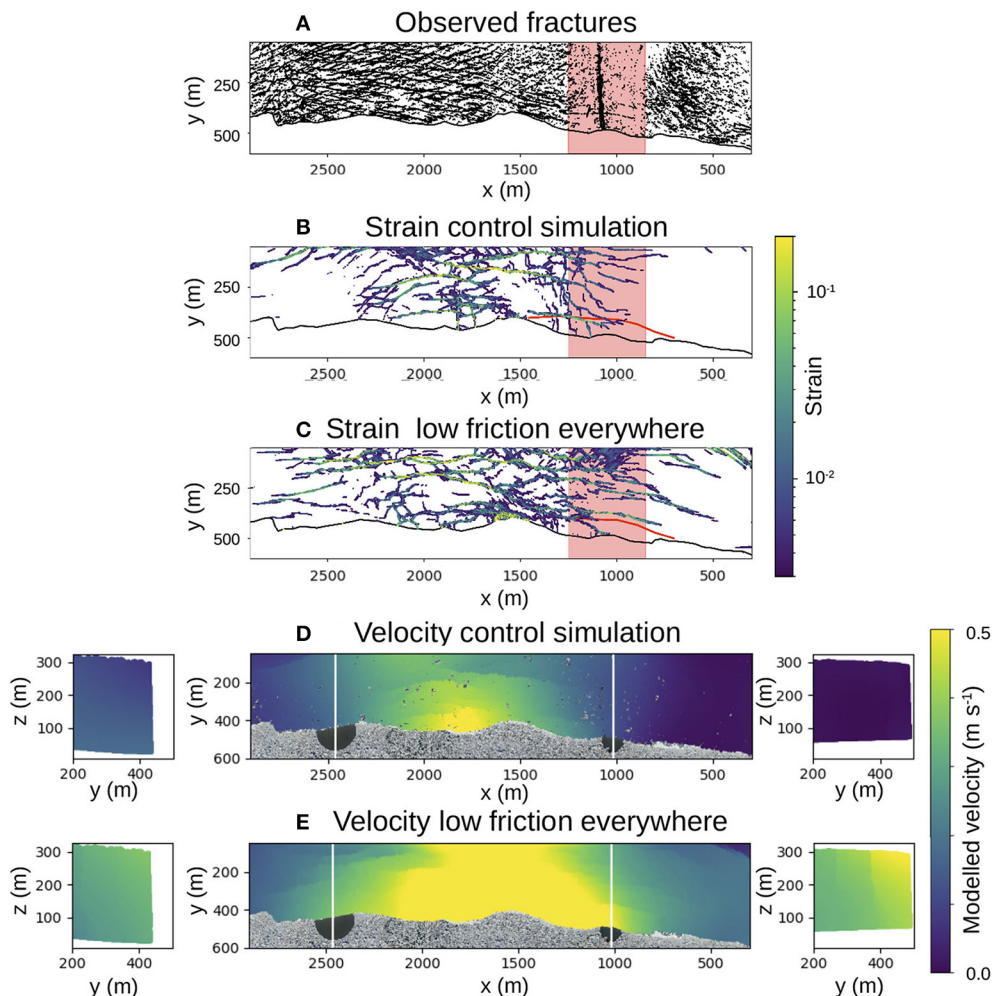 A Observed fractures
y (m)
250
500
2500 2000 1500 1000 500
x (m)
B Strain control simulation
y (m)
250
500
2500 2000 1500 1000 500
x (m)
C Strain low friction everywhere
y (m)
250
500
2500 2000 1500 1000 500
x (m)
10-1
10-2
Strain
D Velocity control simulation
z (m)
300
200
100
200 400
y (m)
y (m)
200
400
600
2500 2000 1500 1000 500
x (m)
z (m)
300
200
100
200 400
y (m)
E Velocity low friction everywhere
z (m)
300
200
100
200 400
y (m)
y (m)
200
400
600
2500 2000 1500 1000 500
x (m)
z (m)
300
200
100
200 400
y (m)
0.5
0.0
Modelled velocity (m s-1)